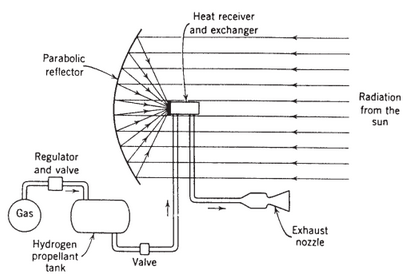 Heat receiver
and exchanger
Parabolic
reflector
Radiation
from the
sun
Regulator
and valve
Gas
Hydrogen
propellant
tank
Valve
Exhaust
nozzle